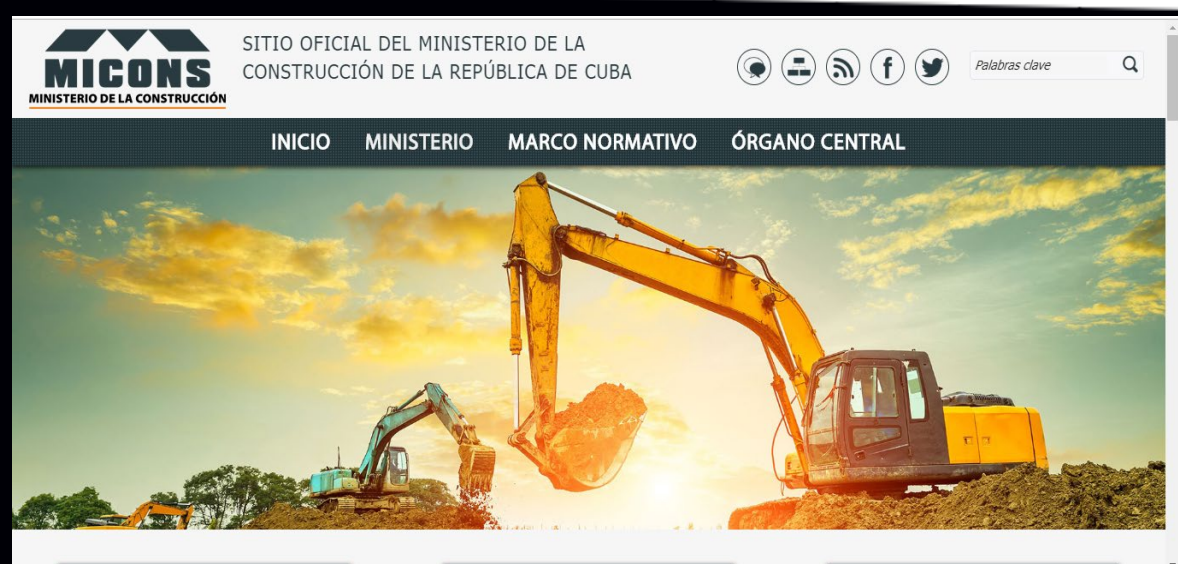 MICONS
MINISTERIO DE LA CONSTRUCCIÓN
SITIO OFICIAL DEL MINISTERIO DE LA
CONSTRUCCIÓN DE LA REPÚBLICA DE CUBA
Palabras clave
INICIO MINISTERIO MARCO NORMATIVO ÓRGANO CENTRAL